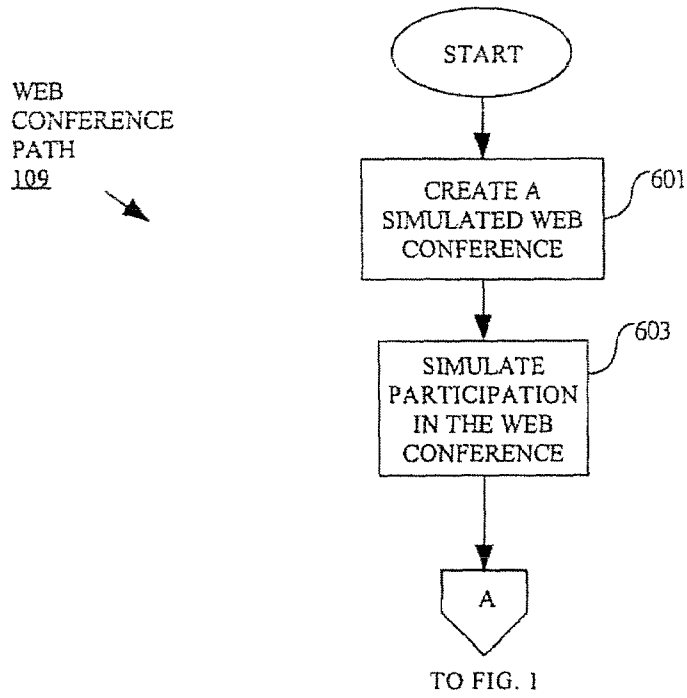 START
WEB
CONFERENCE
PATH
109
CREATE A
SIMULATED WEB
CONFERENCE
601
SIMULATE
PARTICIPATION
IN THE WEB
CONFERENCE
603
A
TO FIG. 1